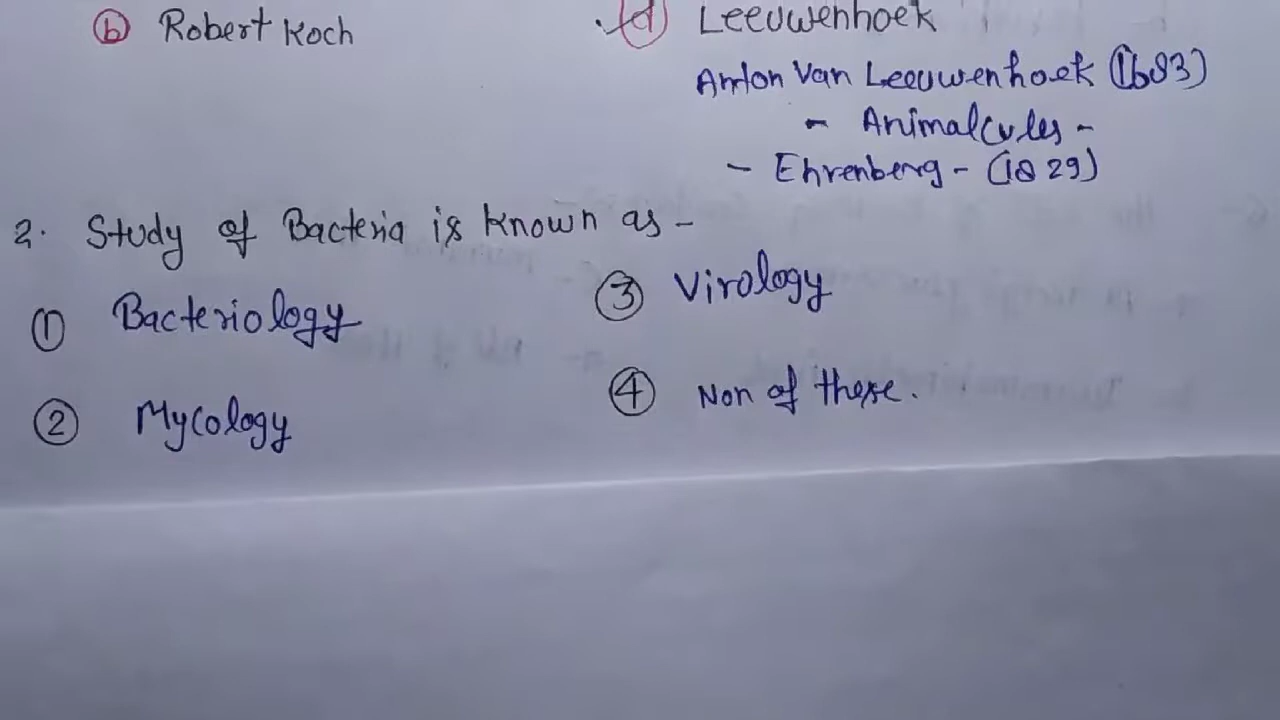 ⓑ Robert Koch
ⓓ Leeuwenhoek
Anton Van Leeuwenhoek (1683)
- Animalcules -
- Ehrenberg - (1829)
2. Study of Bacteria is known as -
① Bacteriology
③ Virology
② Mycology
④ Non of these.